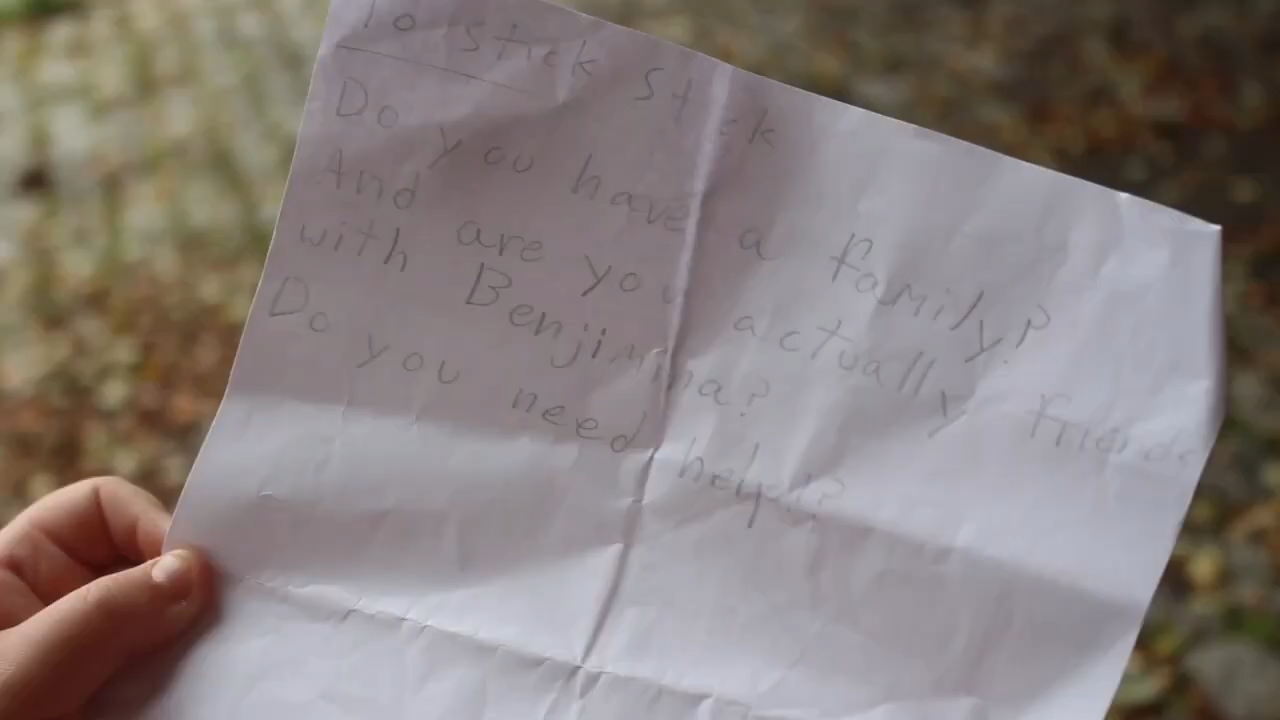 To Stick Stick
Do you have a family?
And are you actually friends
with Benjimina?
Do you need help!?